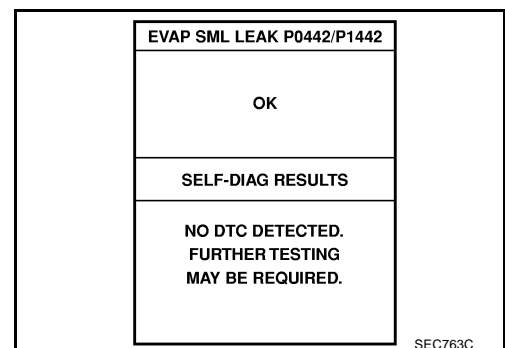 EVAP SML LEAK P0442/P1442
OK
SELF-DIAG RESULTS
NO DTC DETECTED.
FURTHER TESTING
MAY BE REQUIRED.
SEC763C